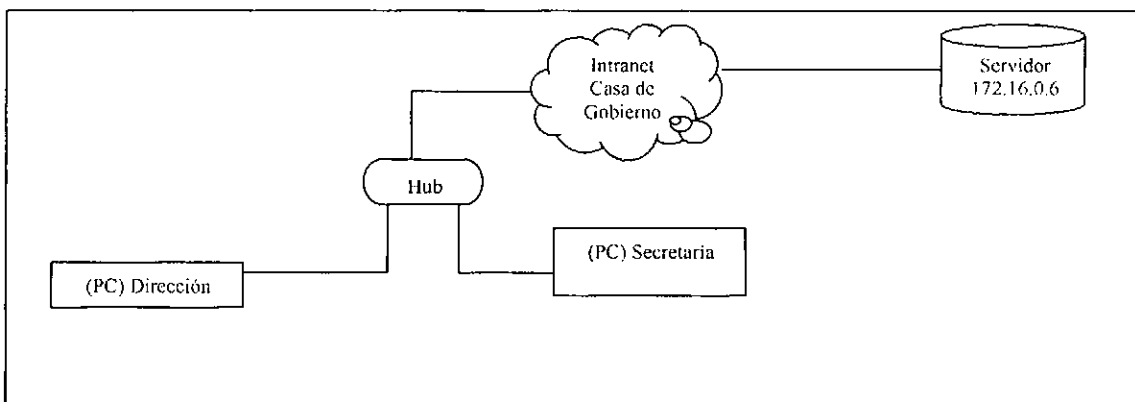 Intranet
Casa de
Gobierno
Servidor
172.16.0.6
Hub
(PC) Secretaria
(PC) Dirección